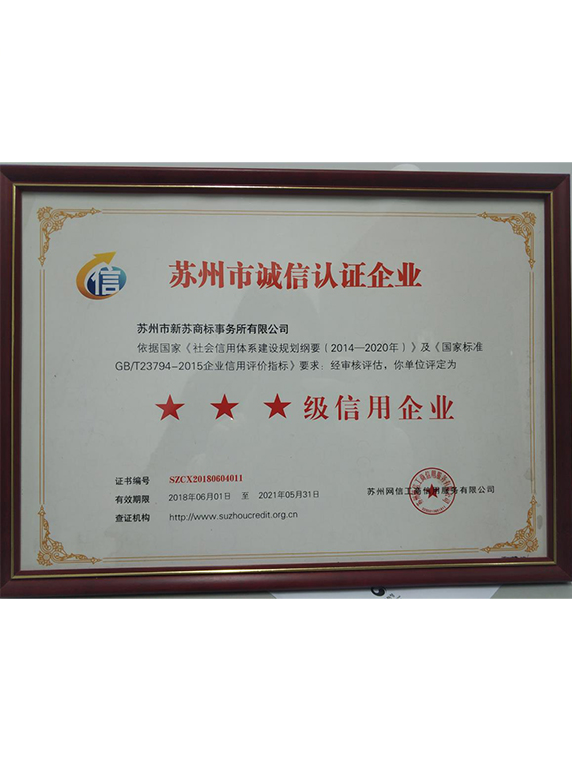 信
苏州市诚信认证企业
苏州市新苏商标事务所有限公司
依据国家《社会信用体系建设规划纲要（2014—2020年）》及《国家标准
GB/T23794-2015企业信用评价指标》要求：经审核评估，你单位评定为
★ ★ ★级信用企业
证书编号 SZCX20180604011
有效期限 2018年06月01日 至 2021年05月31日
苏州网信工商信用服务有限公司
查证机构 http://www.suzhoucredit.org.cn